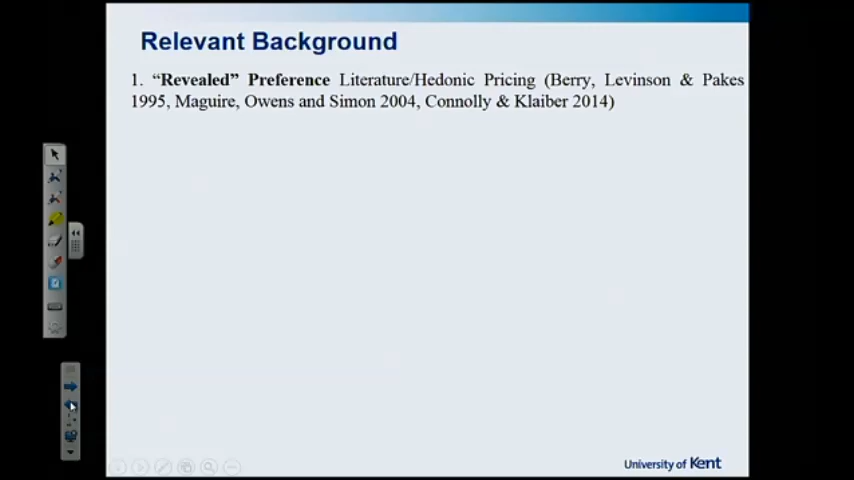 Relevant Background
1. “Revealed” Preference Literature/Hedonic Pricing (Berry, Levinson & Pakes
1995, Maguire, Owens and Simon 2004, Connolly & Klaiber 2014)
University of Kent